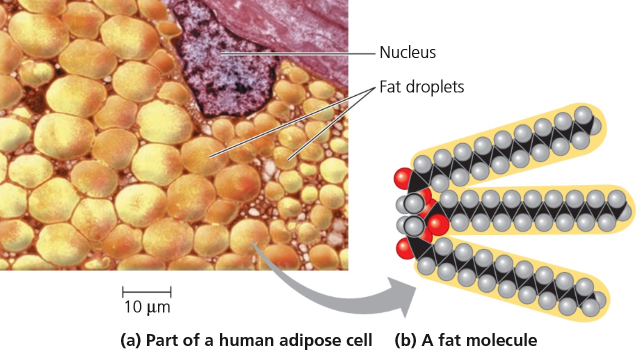 Nucleus
Fat droplets
10 μm
(a) Part of a human adipose cell (b) A fat molecule